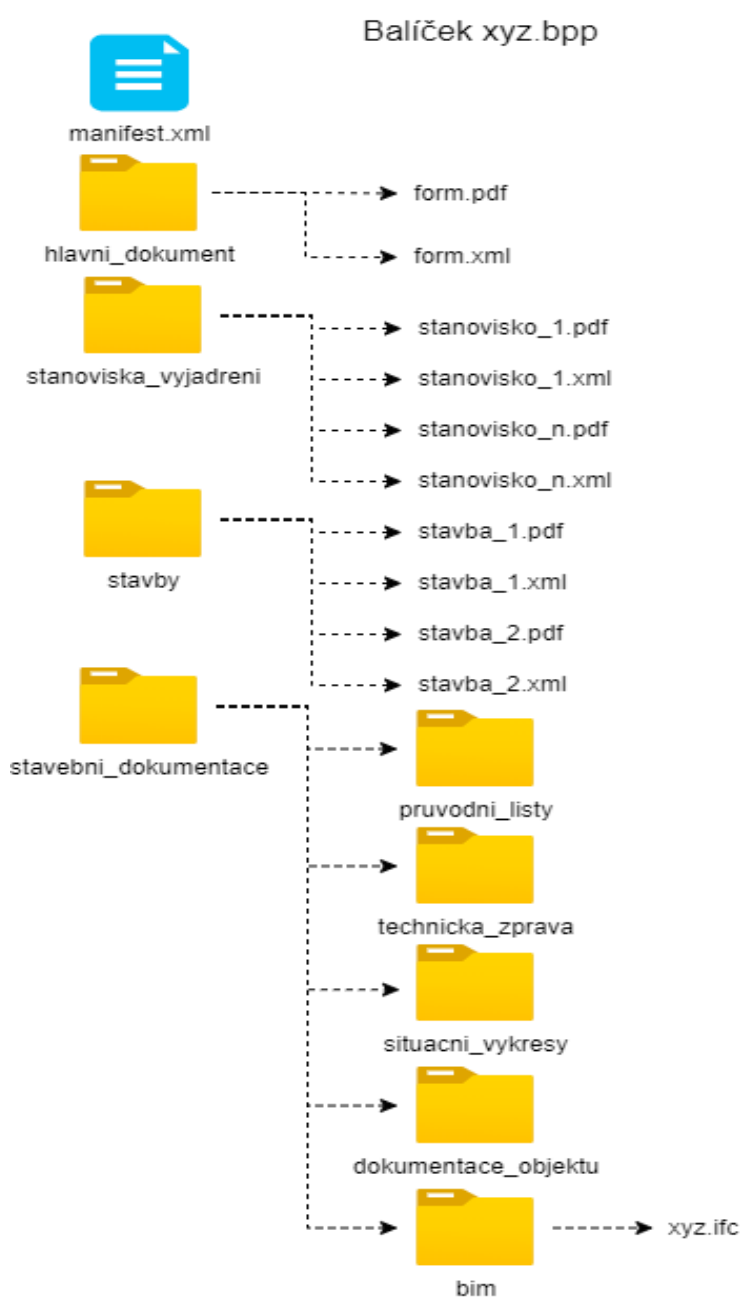 Balíček xyz.bpp
manifest.xml
hlavni_dokument
form.pdf
form.xml
stanoviska_vyjadreni
stanovisko_1.pdf
stanovisko_1.xml
stanovisko_n.pdf
stanovisko_n.xml
stavby
stavba_1.pdf
stavba_1.xml
stavba_2.pdf
stavba_2.xml
stavebni_dokumentace
pruvodni_listy
technicka_zprava
situacni_vykresy
dokumentace_objektu
bim
xyz.ifc